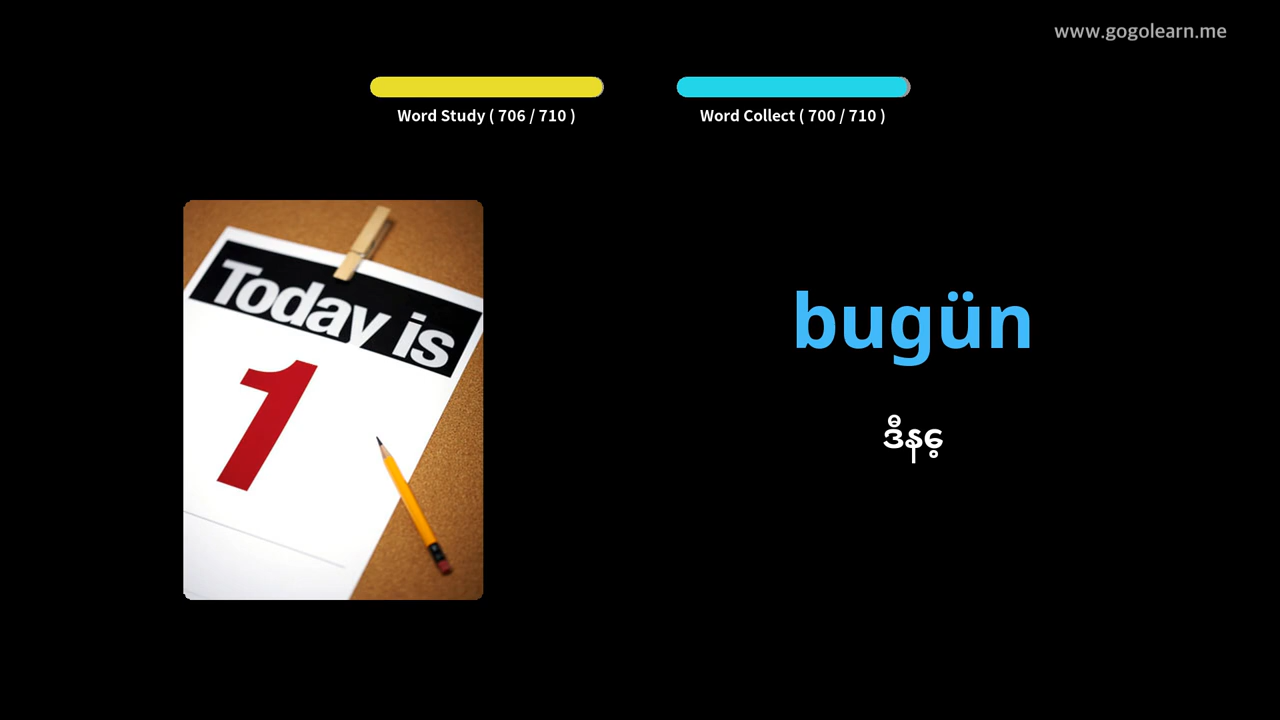 www.gogolearn.me
Word Study ( 706 / 710 )
Word Collect ( 700 / 710 )
Today is
1
bugün
ဒီနေ့